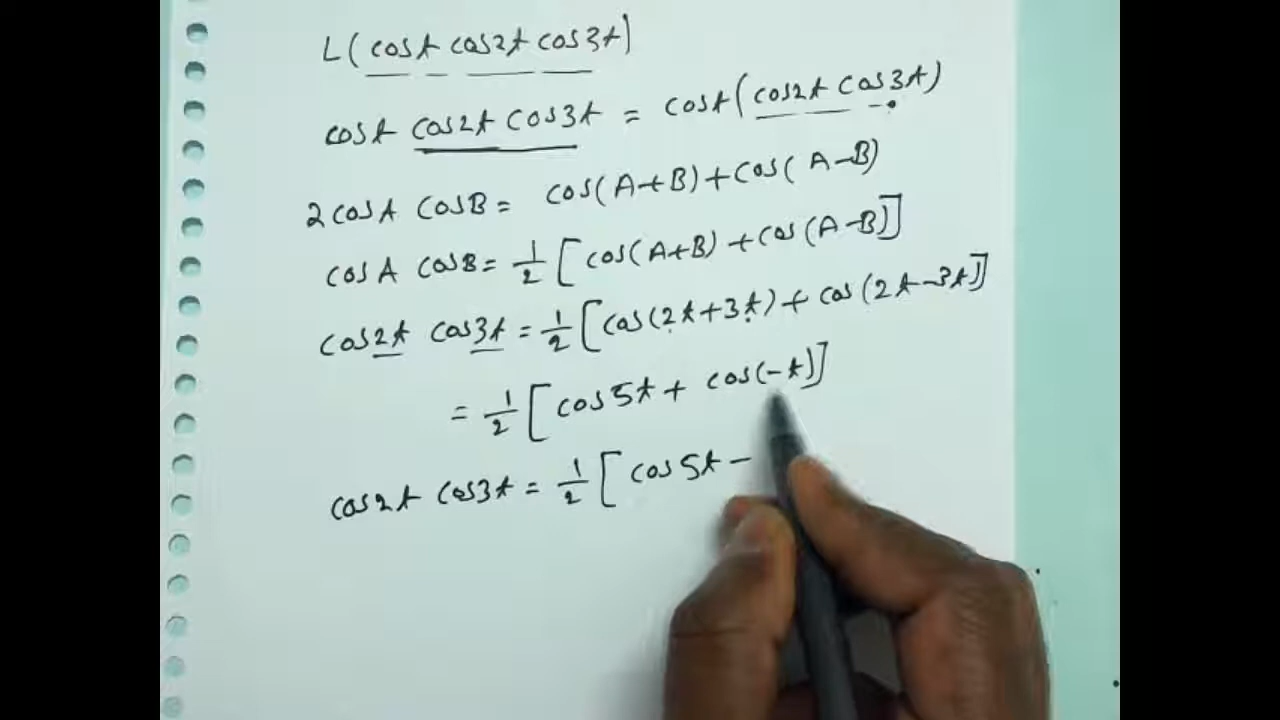 L(cost cos2t cos3t)
cost cos2t cos3t = cost(cos2t cos3t)
2cosA cosB = cos(A+B)+cos(A-B)
cosA cosB = 1/2 [cos(A+B)+cos(A-B)]
cos2t cos3t = 1/2 [cos(2t+3t)+cos(2t-3t]
= 1/2 [cos5t + cos(-t)]
cos2t cos3t = 1/2 [cos5t -